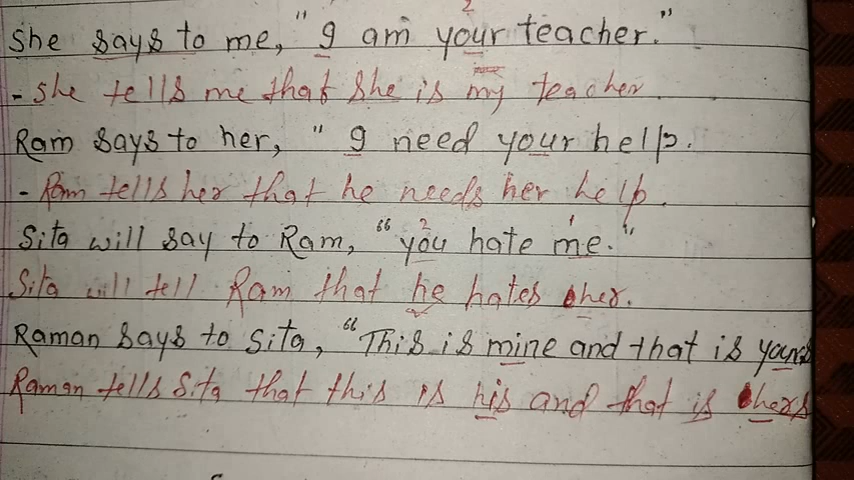 2
She says to me, "I am your teacher."
- She tells me that she is my teacher.
Ram says to her, " I need your help.
- Ram tells her that he needs her help.
2 1
Sita will say to Ram, "you hate me."
Sita will tell Ram that he hates her.
Raman says to Sita, "This is mine and that is yours
Raman tells Sita that this is his and that is hers